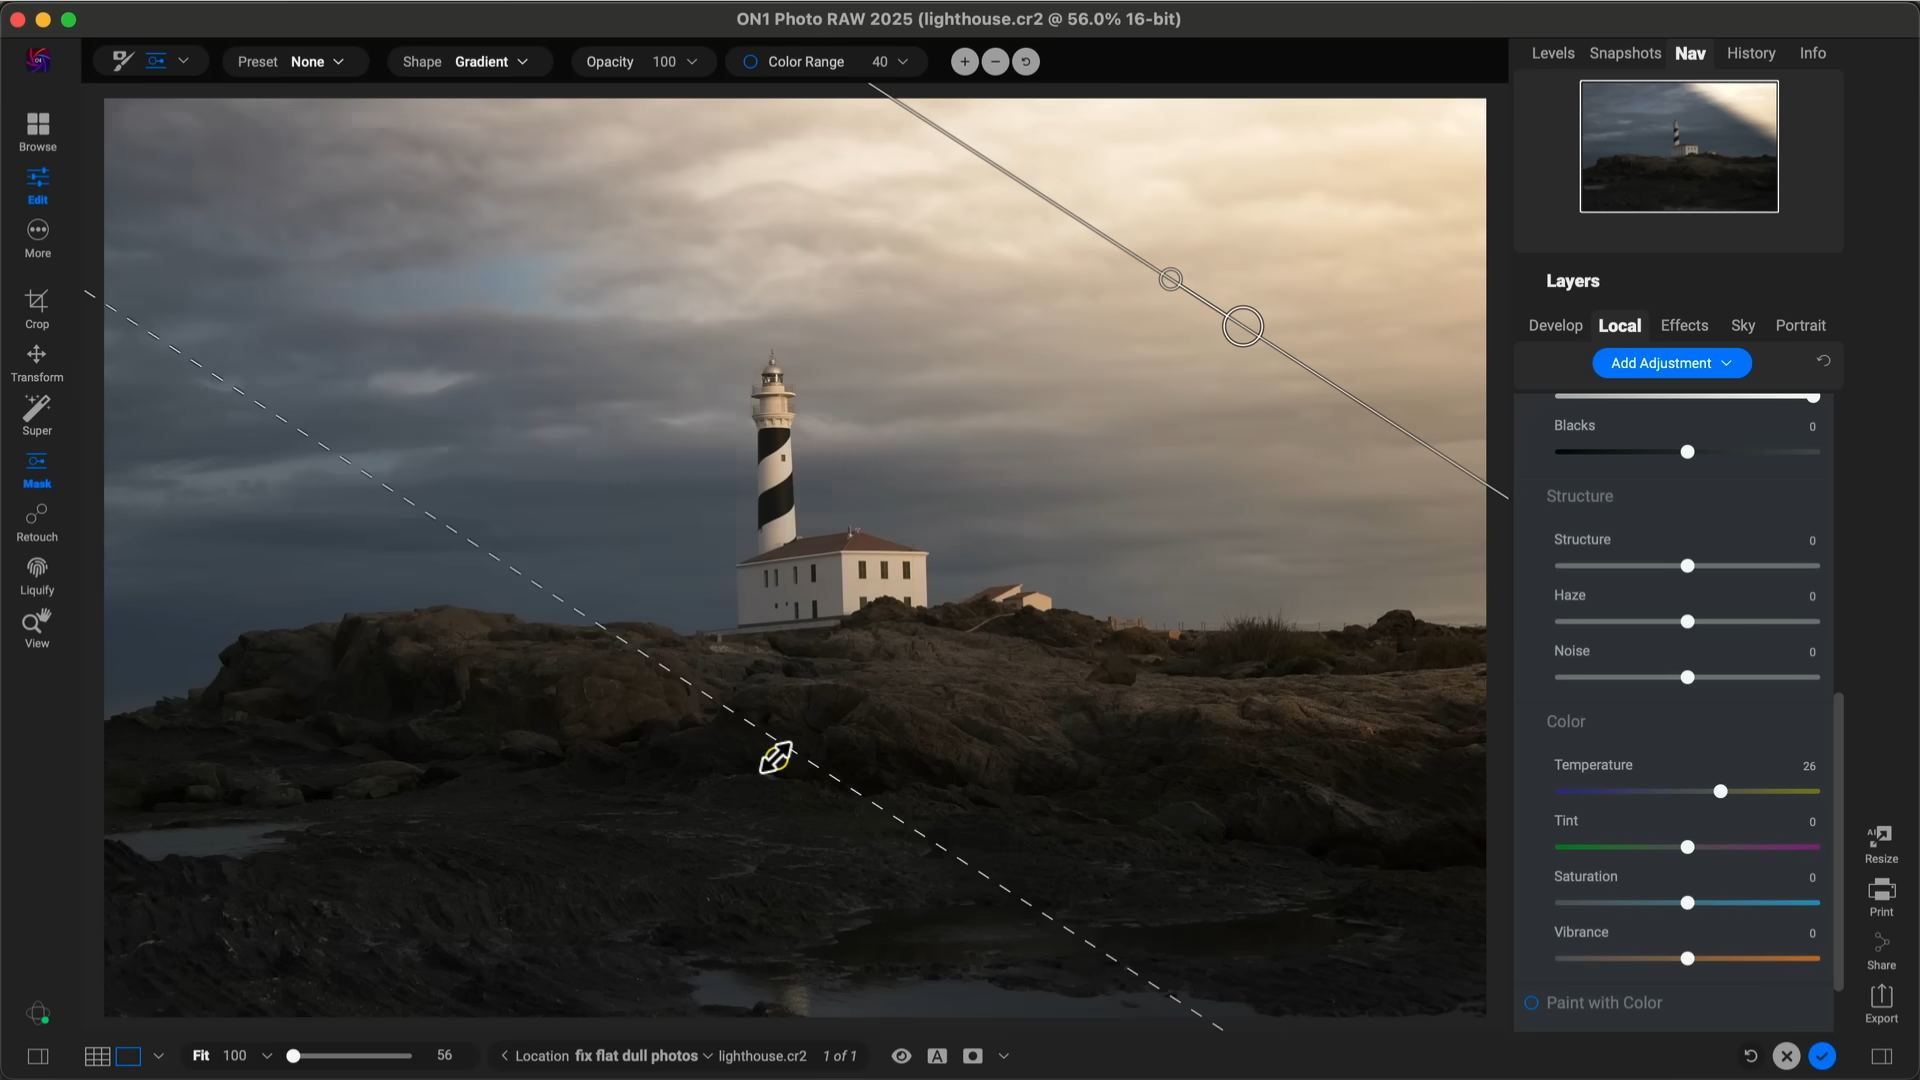 ON1 Photo RAW 2025 (lighthouse.cr2 @ 56.0% 16-bit)
Preset None Shape Gradient Opacity 100 Color Range 40
Levels Snapshots Nav History Info
Browse
Edit
More
Crop
Transform
Super
Mask
Retouch
Liquify
View
Layers
Develop Local Effects Sky Portrait
Add Adjustment
Blacks 0
Structure
Structure 0
Haze 0
Noise 0
Color
Temperature 26
Tint 0
Saturation 0
Vibrance 0
Paint with Color
AI
Resize
Print
Share
Export
Fit 100 56 Location fix flat dull photos lighthouse.cr2 1 of 1 A